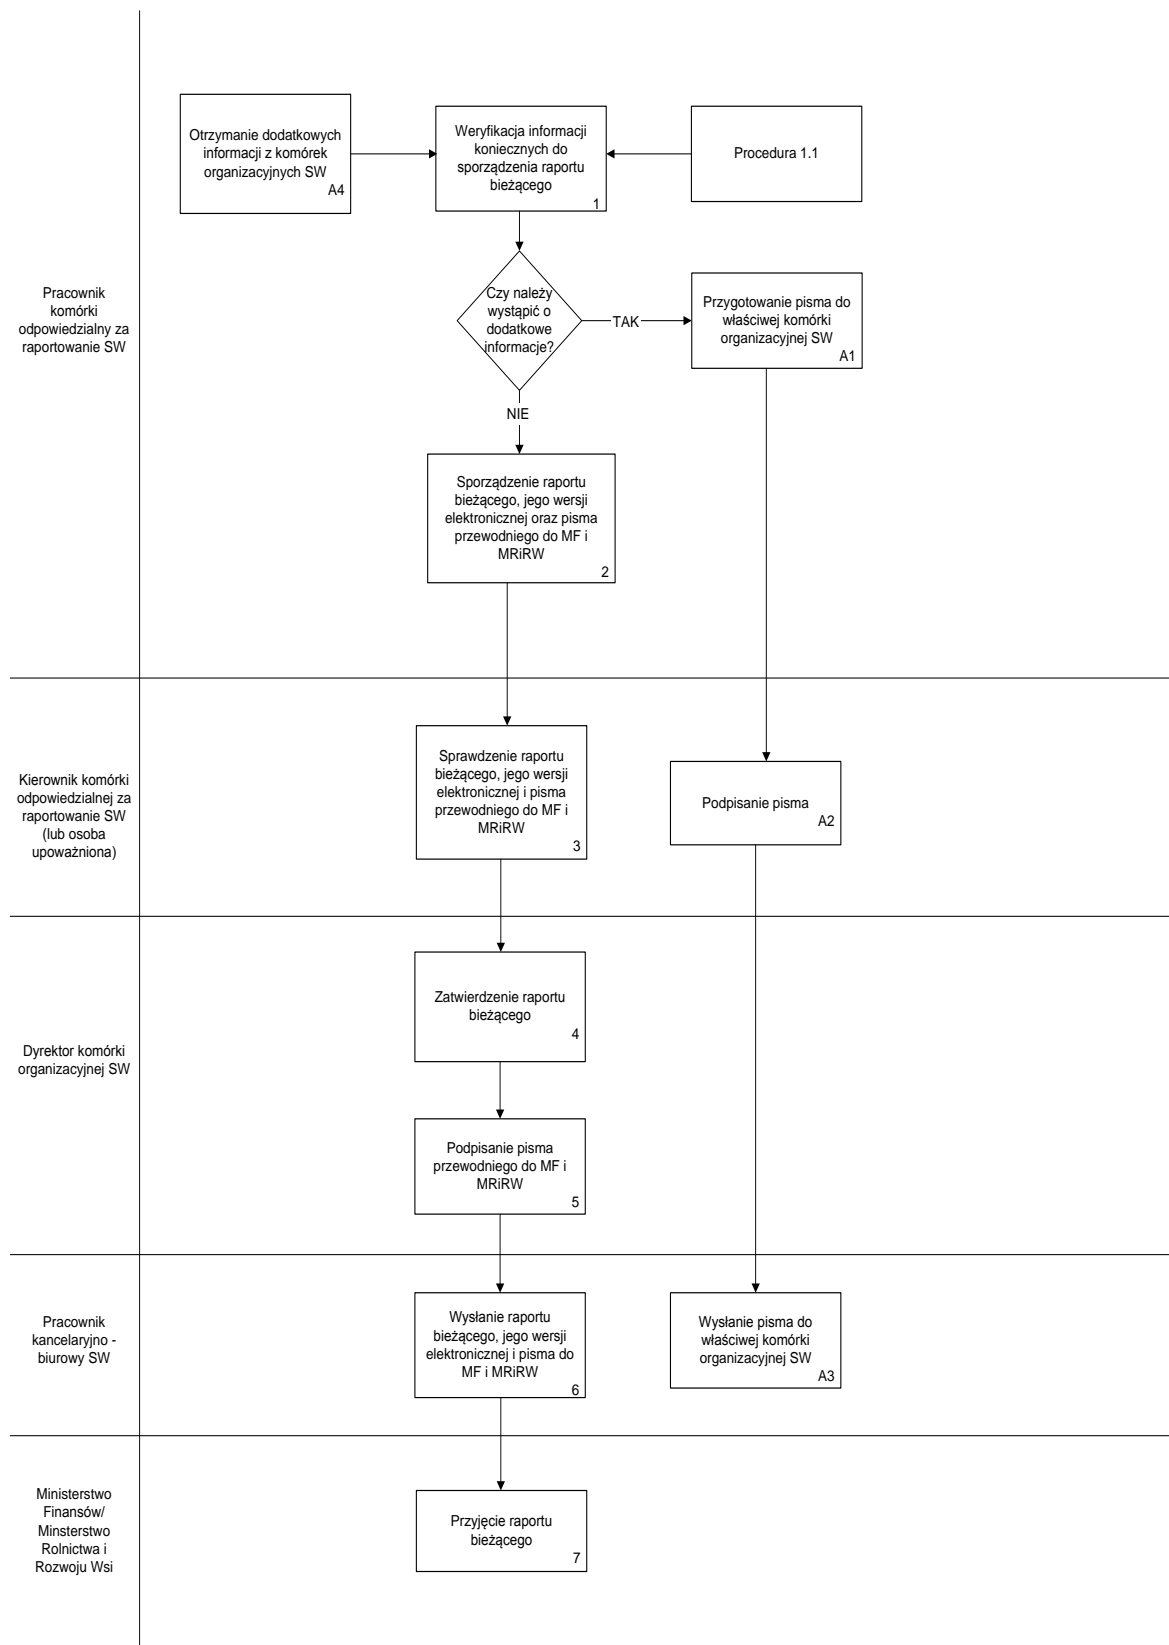 Otrzymanie dodatkowych
informacji z komórek
organizacyjnych SW
A4
Weryfikacja informacji
koniecznych do
sporządzenia raportu
bieżącego
1
Procedura 1.1
Pracownik
komórki
odpowiedzialny za
raportowanie SW
Czy należy
wystąpić o
dodatkowe
informacje?
TAK
Przygotowanie pisma do
właściwej komórki
organizacyjnej SW
A1
NIE
Sporządzenie raportu
bieżącego, jego wersji
elektronicznej oraz pisma
przewodniego do MF i
MRiRW
2
Kierownik komórki
odpowiedzialnej za
raportowanie SW
(lub osoba
upoważniona)
Sprawdzenie raportu
bieżącego, jego wersji
elektronicznej i pisma
przewodniego do MF i
MRiRW
3
Podpisanie pisma
A2
Dyrektor komórki
organizacyjnej SW
Zatwierdzenie raportu
bieżącego
4
Podpisanie pisma
przewodniego do MF i
MRiRW
5
Pracownik
kancelaryjno -
biurowy SW
Wysłanie raportu
bieżącego, jego wersji
elektronicznej i pisma do
MF i MRiRW
6
Wysłanie pisma do
właściwej komórki
organizacyjnej SW
A3
Ministerstwo
Finansów/
Minsterstwo
Rolnictwa i
Rozwoju Wsi
Przyjęcie raportu
bieżącego
7